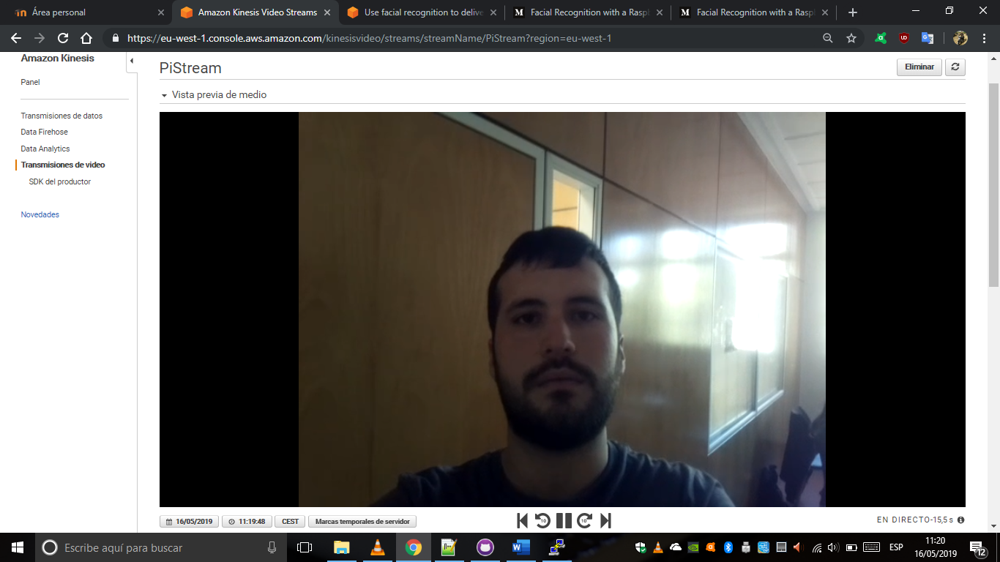 Área personal
Amazon Kinesis Video Streams
Use facial recognition to delive
Facial Recognition with a Rasp
Facial Recognition with a Rasp
https://eu-west-1.console.aws.amazon.com/kinesisvideo/streams/streamName/PiStream?region=eu-west-1
Amazon Kinesis
Panel
Transmisiones de datos
Data Firehose
Data Analytics
Transmisiones de video
SDK del productor
Novedades
PiStream
Eliminar
Vista previa de medio
16/05/2019
11:19:48
CEST
Marcas temporales de servidor
10
10
EN DIRECTO-15,5 s
Escribe aquí para buscar
ESP
11:20
16/05/2019
12